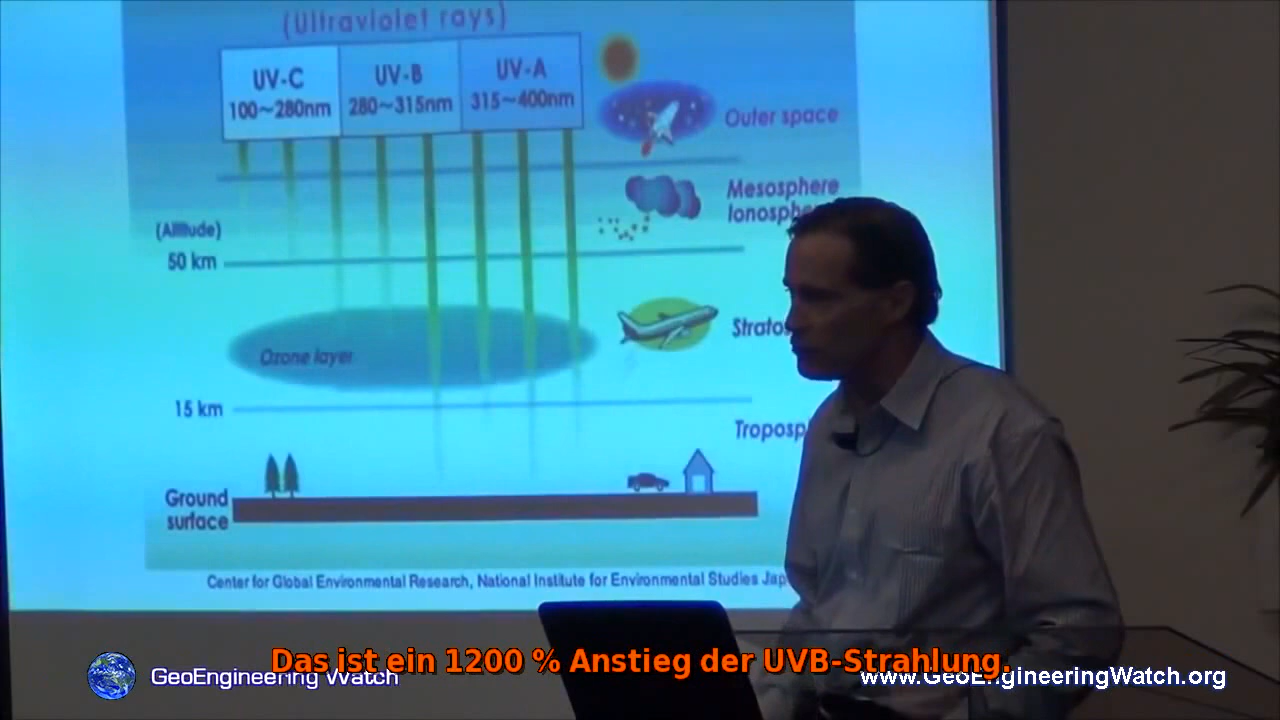 (Ultraviolet rays)
UV-C
100~280nm
UV-B
280~315nm
UV-A
315~400nm
Outer space
Mesosphere
(Altitude)
50 km
Ozone layer
15 km
Ground
surface
Center for Global Environmental Research, National Institute for Environmental Studies
Das ist ein 1200 % Anstieg der UVB-Strahlung.
GeoEngineering Watch
www.GeoEngineeringWatch.org